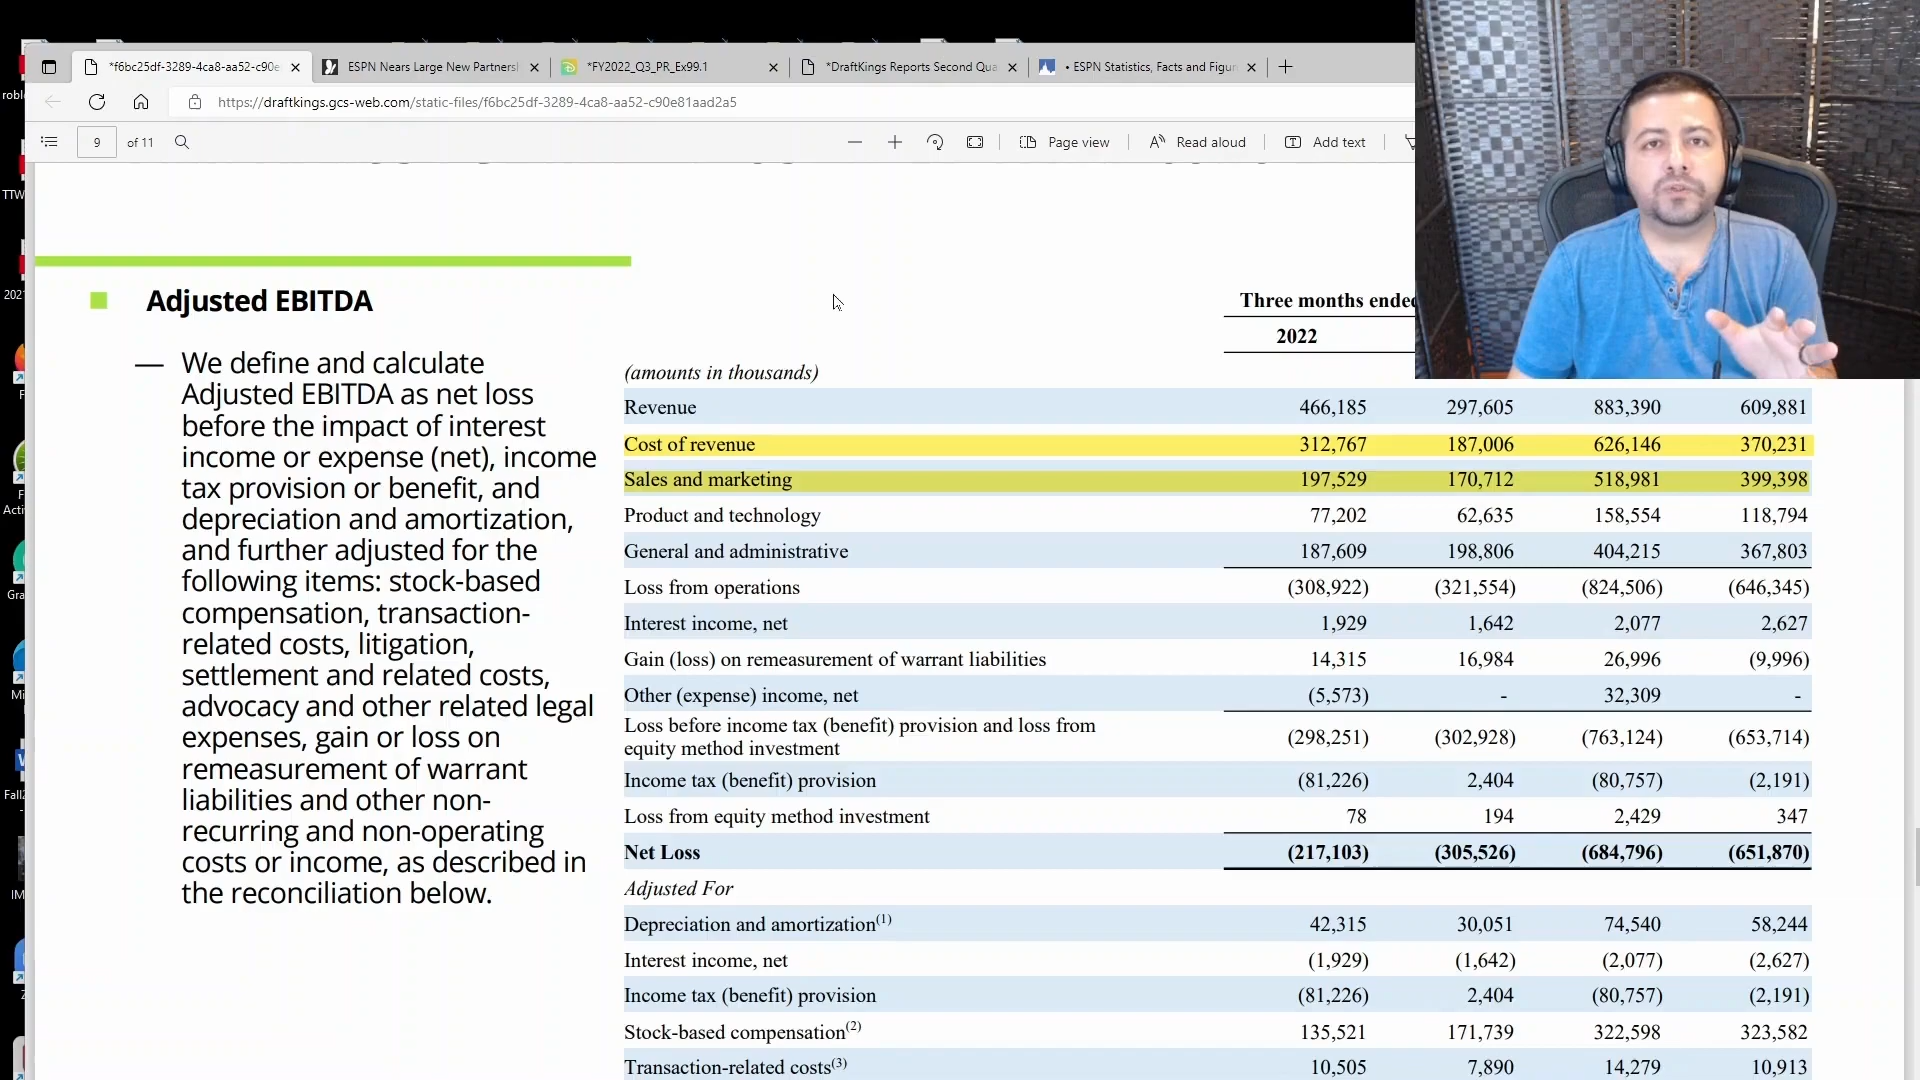 *f6bc25df-3289-4ca8-aa52-c90e
ESPN Nears Large New Partners
*FY2022_Q3_PR_Ex99.1
*DraftKings Reports Second Qua
• ESPN Statistics, Facts and Figur
https://draftkings.gcs-web.com/static-files/f6bc25df-3289-4ca8-aa52-c90e81aad2a5
9 of 11
Page view
Read aloud
Add text
Adjusted EBITDA
— We define and calculate
Adjusted EBITDA as net loss
before the impact of interest
income or expense (net), income
tax provision or benefit, and
depreciation and amortization,
and further adjusted for the
following items: stock-based
compensation, transaction-
related costs, litigation,
settlement and related costs,
advocacy and other related legal
expenses, gain or loss on
remeasurement of warrant
liabilities and other non-
recurring and non-operating
costs or income, as described in
the reconciliation below.
Three months ended
2022
(amounts in thousands)
Revenue 466,185 297,605 883,390 609,881
Cost of revenue 312,767 187,006 626,146 370,231
Sales and marketing 197,529 170,712 518,981 399,398
Product and technology 77,202 62,635 158,554 118,794
General and administrative 187,609 198,806 404,215 367,803
Loss from operations (308,922) (321,554) (824,506) (646,345)
Interest income, net 1,929 1,642 2,077 2,627
Gain (loss) on remeasurement of warrant liabilities 14,315 16,984 26,996 (9,996)
Other (expense) income, net (5,573) - 32,309 -
Loss before income tax (benefit) provision and loss from
equity method investment (298,251) (302,928) (763,124) (653,714)
Income tax (benefit) provision (81,226) 2,404 (80,757) (2,191)
Loss from equity method investment 78 194 2,429 347
Net Loss (217,103) (305,526) (684,796) (651,870)
Adjusted For
Depreciation and amortization(1) 42,315 30,051 74,540 58,244
Interest income, net (1,929) (1,642) (2,077) (2,627)
Income tax (benefit) provision (81,226) 2,404 (80,757) (2,191)
Stock-based compensation(2) 135,521 171,739 322,598 323,582
Transaction-related costs(3) 10,505 7,890 14,279 10,913